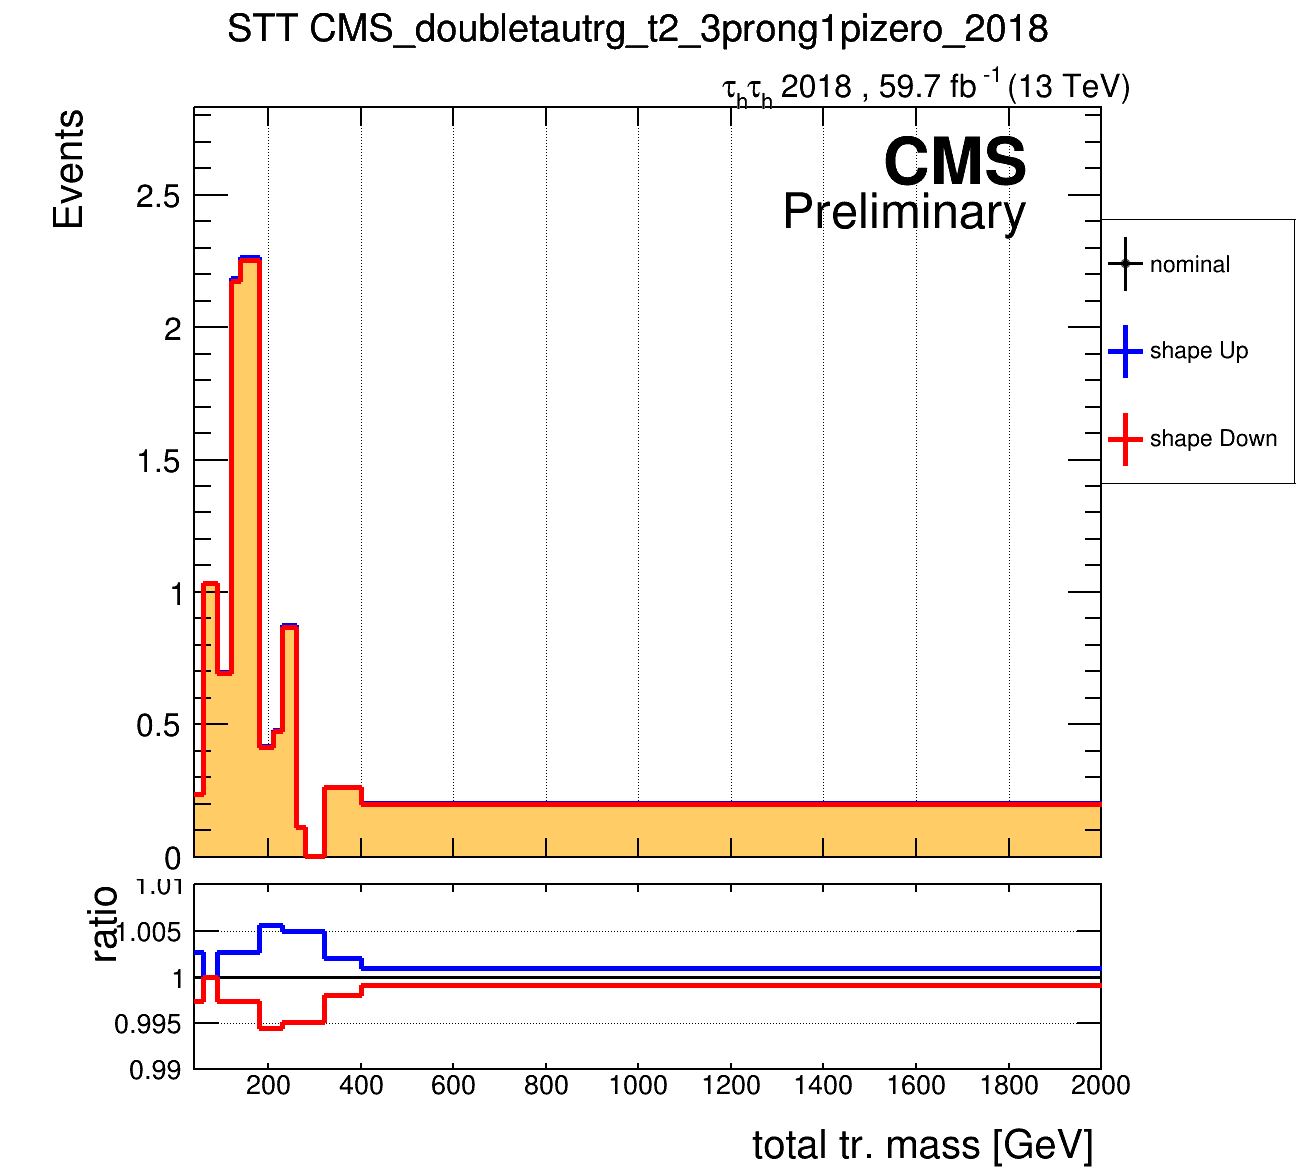 STT CMS_doubletautrg_t2_3prong1pizero_2018
τhτh 2018 , 59.7 fb -1 (13 TeV)
Events
CMS
Preliminary
2.5
2
1.5
1
0.5
0
nominal
shape Up
shape Down
ratio
1.01
1.005
1
0.995
0.99
200 400 600 800 1000 1200 1400 1600 1800 2000
total tr. mass [GeV]